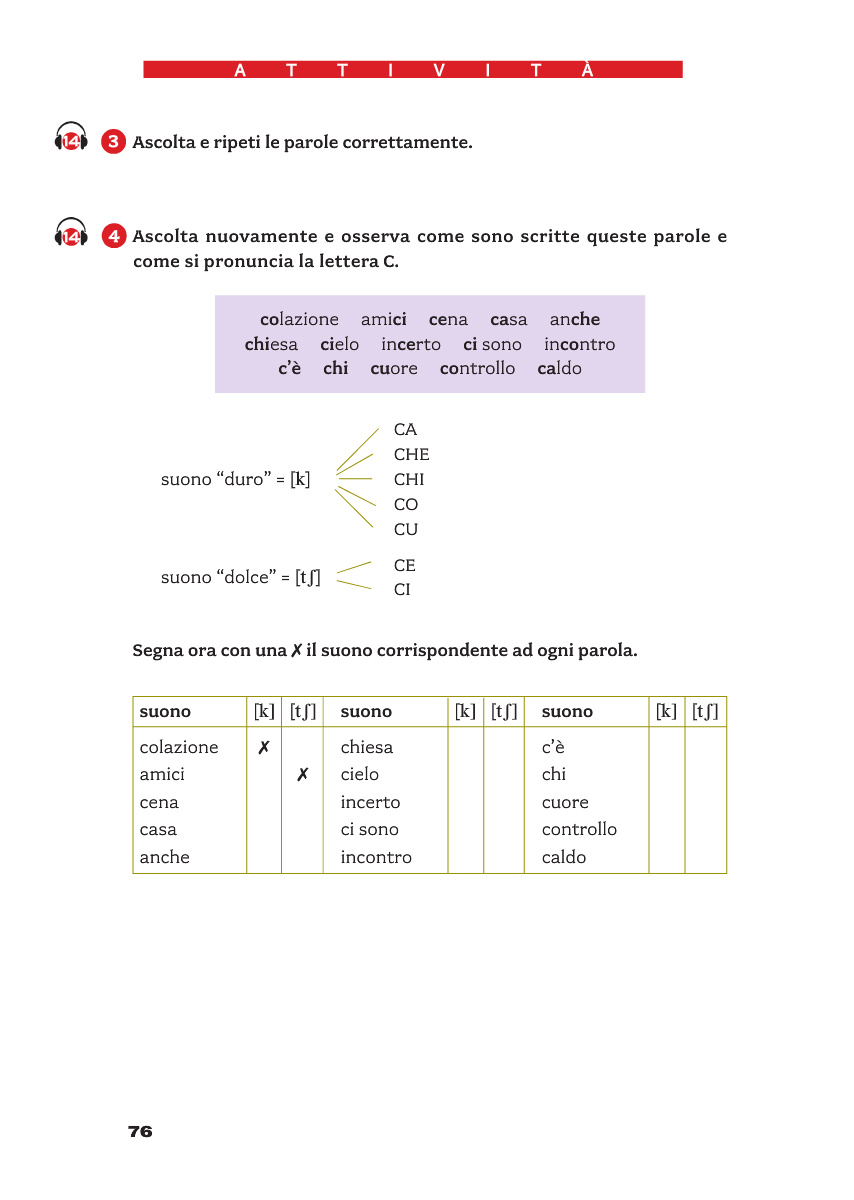 ATTIVITÀ
14 3 Ascolta e ripeti le parole correttamente.
14 4 Ascolta nuovamente e osserva come sono scritte queste parole e
come si pronuncia la lettera C.
colazione amici cena casa anche
chiesa cielo incerto ci sono incontro
c’è chi cuore controllo caldo
CA
CHE
suono “duro” = [k] CHI
CO
CU
CE
suono “dolce” = [tʃ]
CI
Segna ora con una ✗ il suono corrispondente ad ogni parola.
suono [k] [tʃ] suono [k] [tʃ] suono [k] [tʃ]
colazione ✗ chiesa c’è
amici ✗ cielo chi
cena incerto cuore
casa ci sono controllo
anche incontro caldo
76